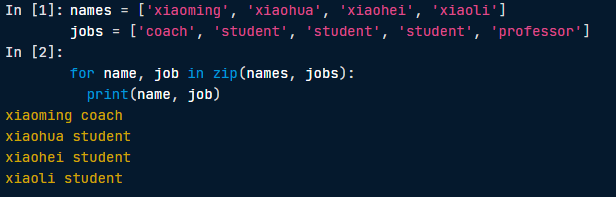 In [1]: names = ['xiaoming', 'xiaohua', 'xiaohei', 'xiaoli']
jobs = ['coach', 'student', 'student', 'student', 'professor']
In [2]:
for name, job in zip(names, jobs):
print(name, job)
xiaoming coach
xiaohua student
xiaohei student
xiaoli student